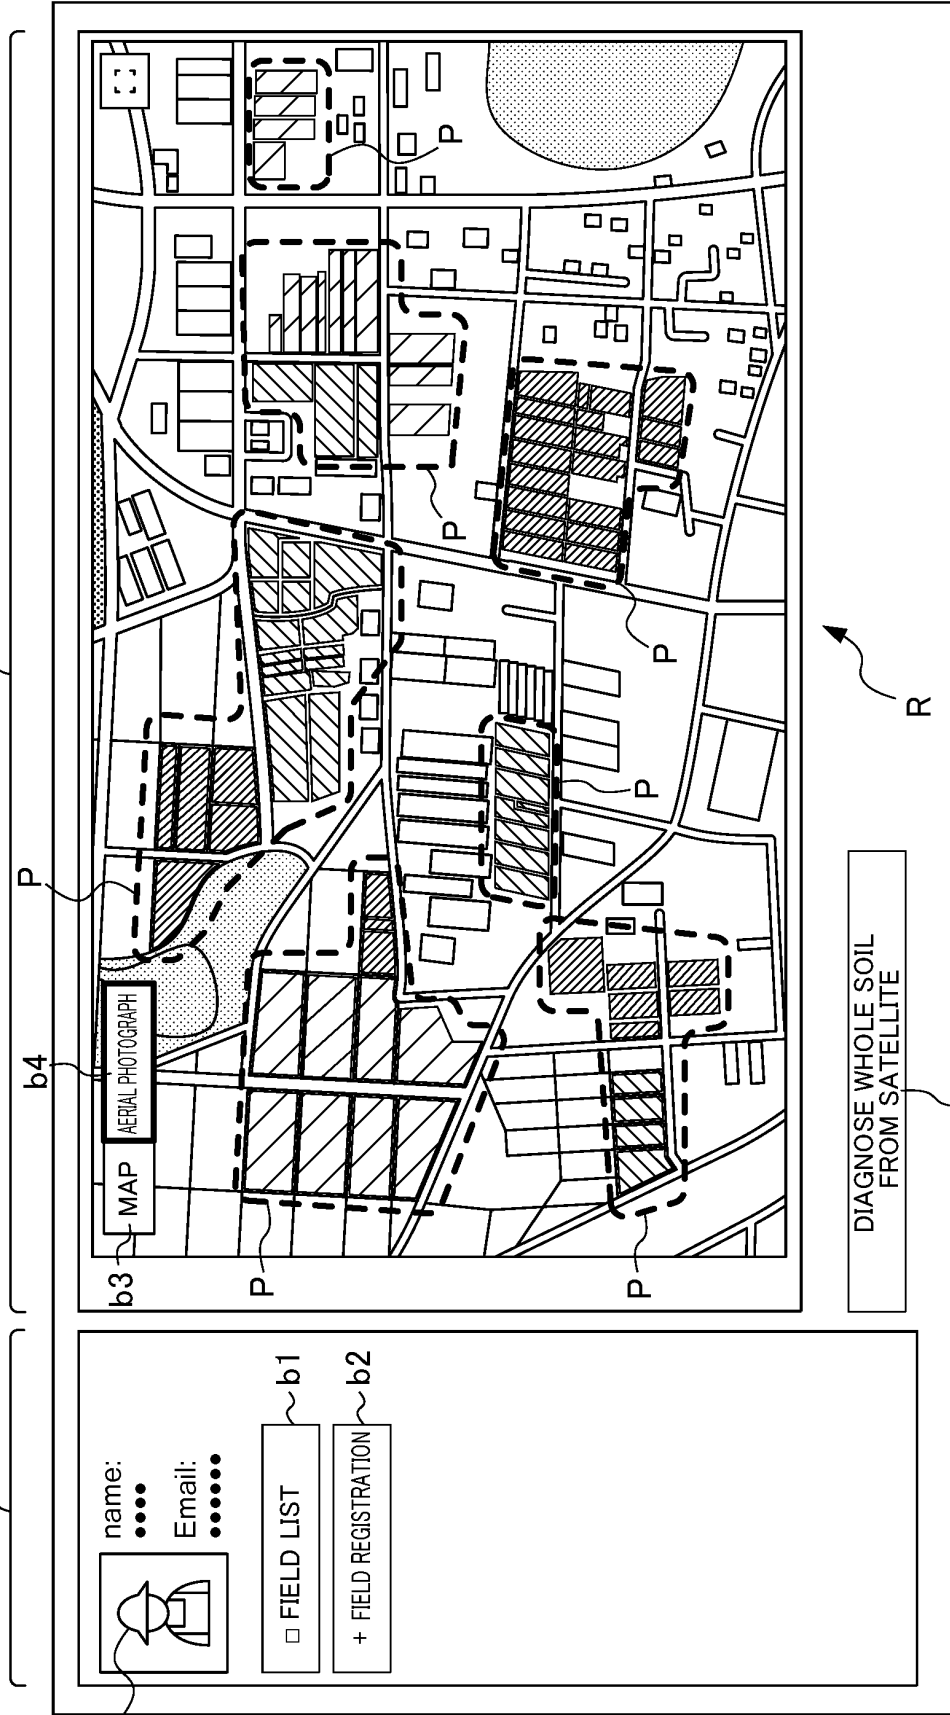 name:
●●●●
Email:
●●●●●●
□ FIELD LIST
b1
+ FIELD REGISTRATION
b2
b3
MAP
b4
AERIAL PHOTOGRAPH
P
P
P
P
P
P
P
P
R
DIAGNOSE WHOLE SOIL
FROM SATELLITE